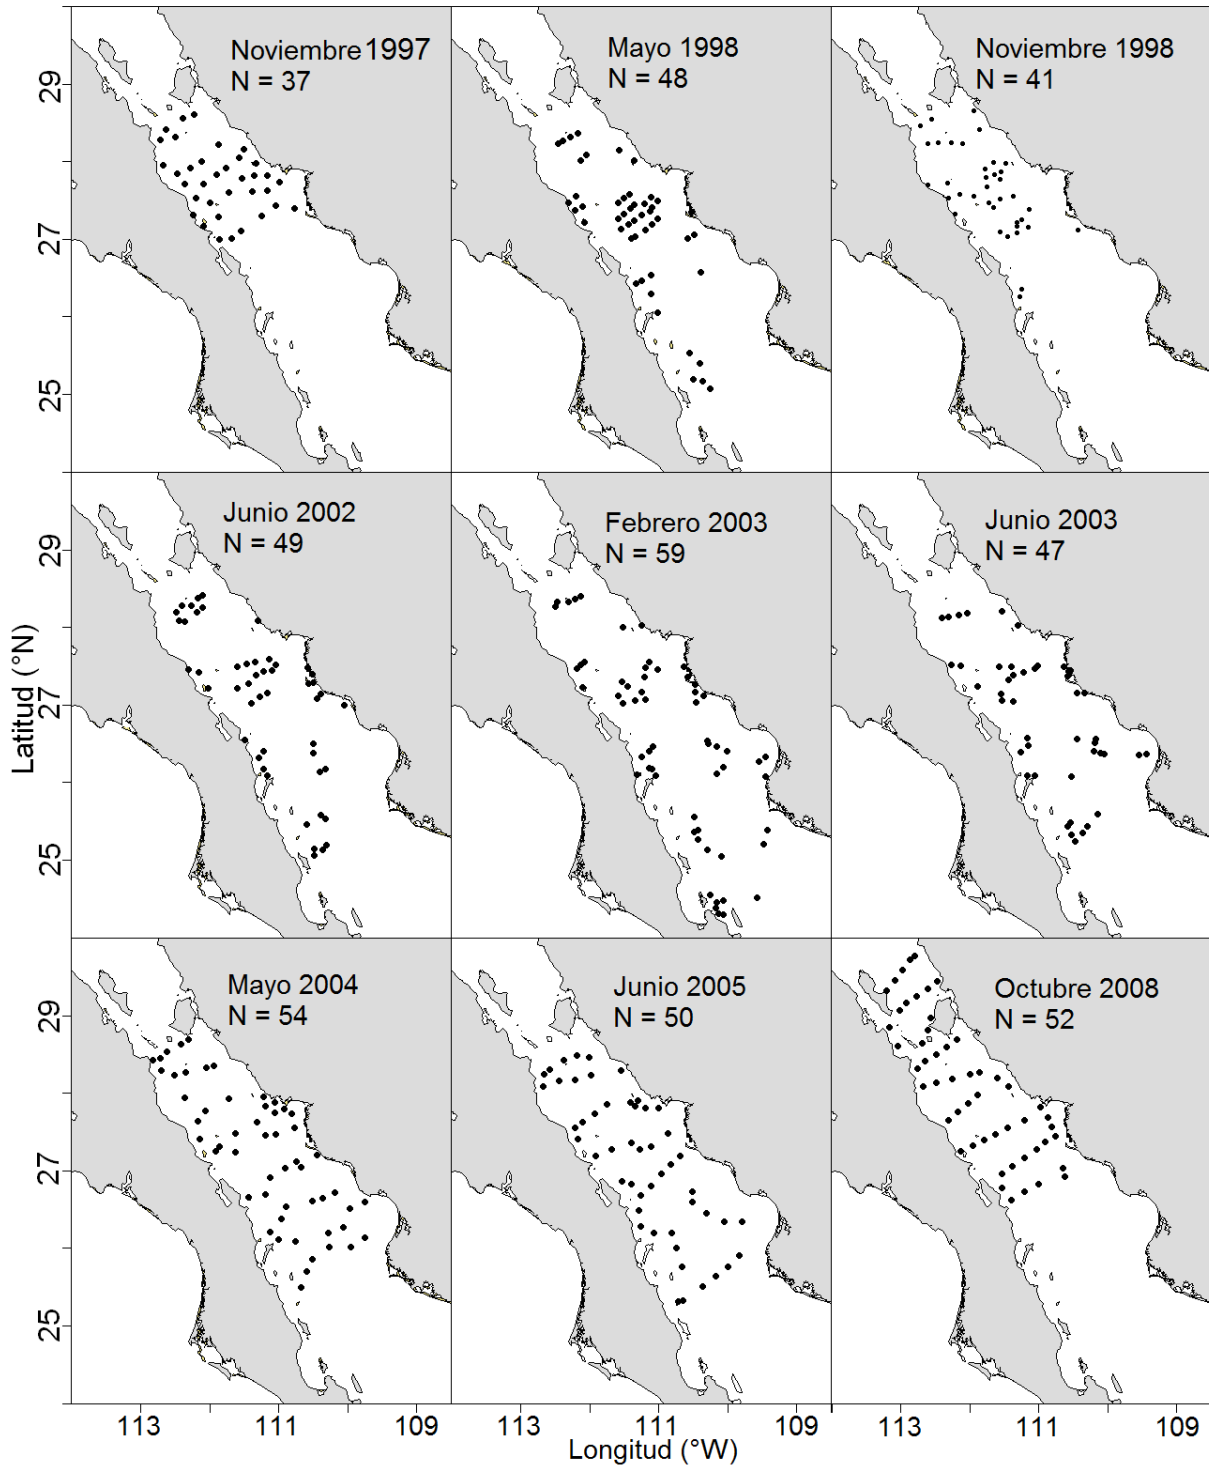 Noviembre 1997
N = 37
Mayo 1998
N = 48
Noviembre 1998
N = 41
29
27
25
Junio 2002
N = 49
Febrero 2003
N = 59
Junio 2003
N = 47
29
27
25
Latitud (°N)
Mayo 2004
N = 54
Junio 2005
N = 50
Octubre 2008
N = 52
29
27
25
113
111
109
113
111
109
113
111
109
Longitud (°W)